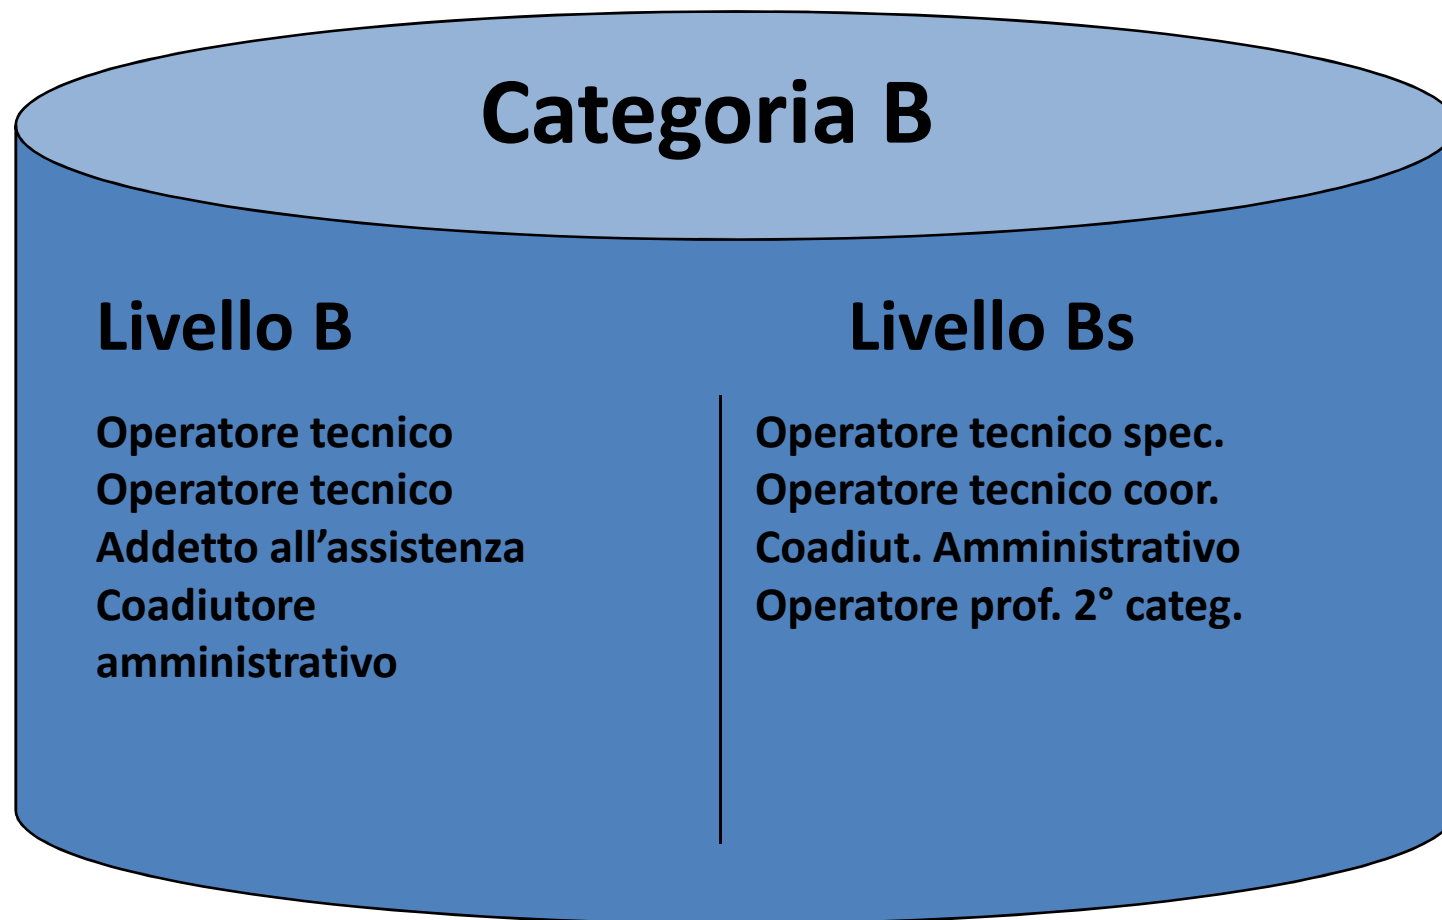 Categoria B
Livello B
Operatore tecnico
Operatore tecnico
Addetto all’assistenza
Coadiutore
amministrativo
Livello Bs
Operatore tecnico spec.
Operatore tecnico coor.
Coadiut. Amministrativo
Operatore prof. 2° categ.